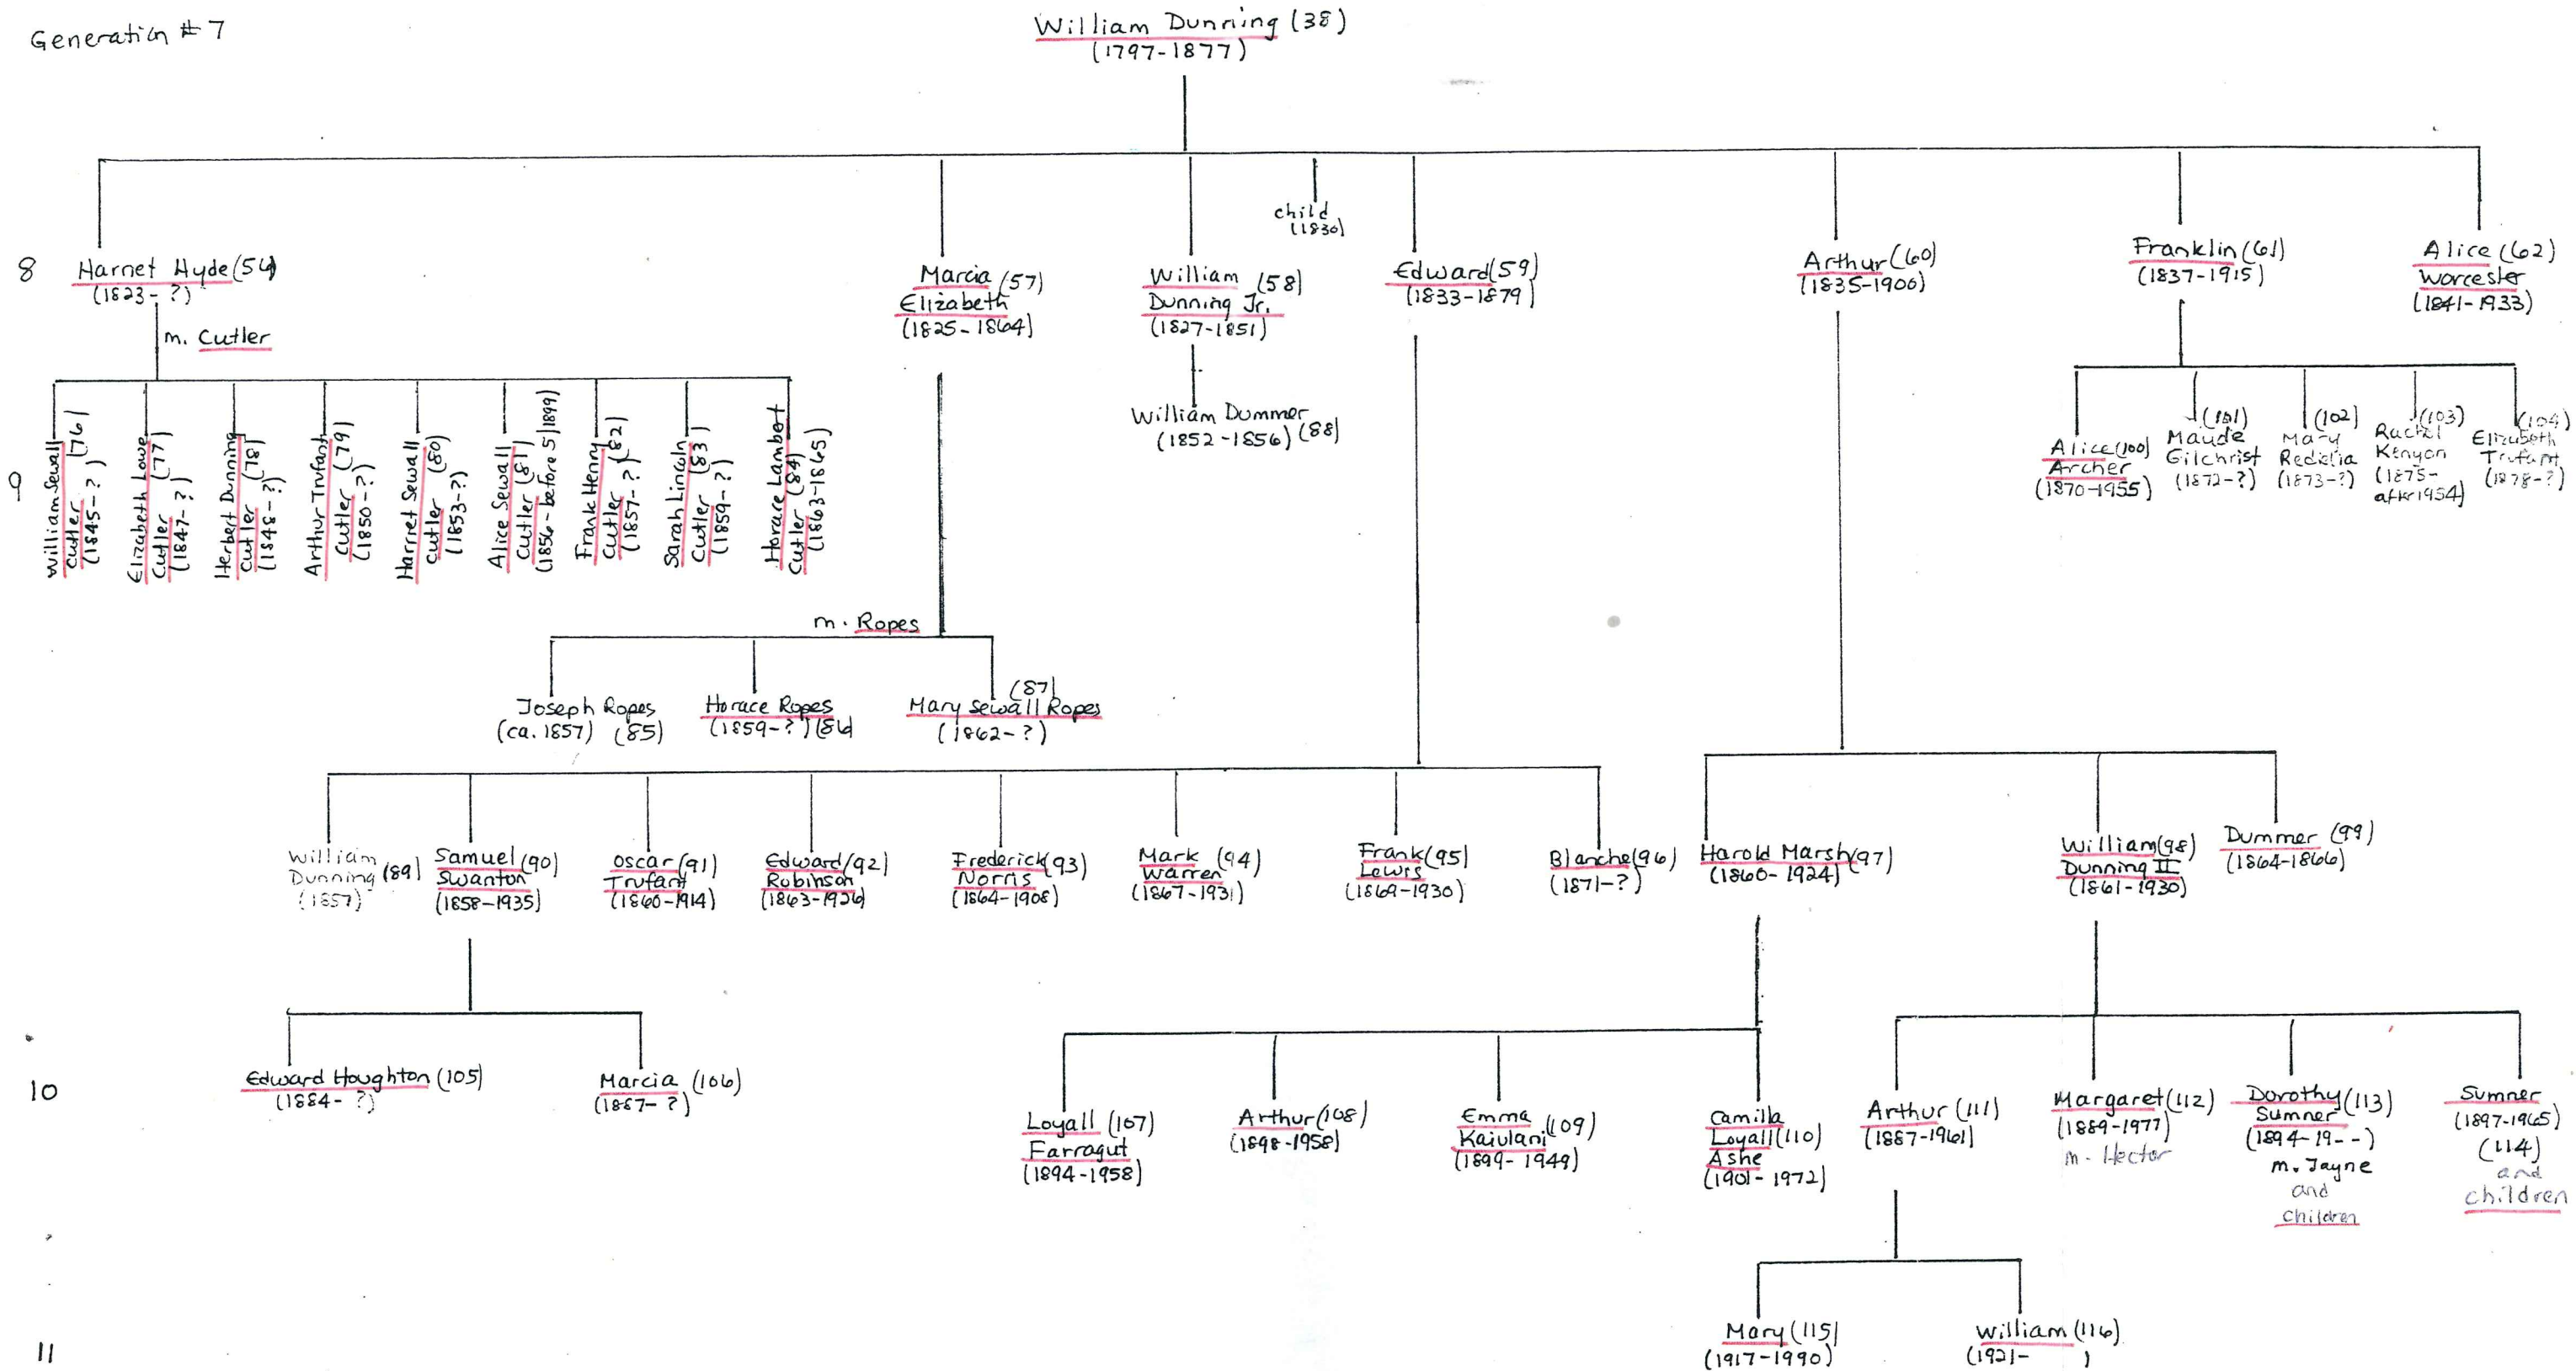 Generation # 7
William Dunning (38)
(1797-1877)
child
(1830)
8
Harriet Hyde (56)
(1823- ?)
m. Cutler
Marcia (57)
Elizabeth
(1825-1864)
William (58)
Dunning Jr.
(1827-1851)
Edward (59)
(1833-1879)
Arthur (60)
(1835-1900)
Franklin (61)
(1837-1915)
Alice (62)
Worcester
(1841-1933)
9
William Sewall (76)
Cutler
(1845-?)
Elizabeth Lowe
Cutler (77)
(1847-?)
Herbert Dunning
Cutler (78)
(1848-?)
Arthur Trufant
Cutler (79)
(1850-?)
Harriet Sewall
Cutler (80)
(1853-?)
Alice Sewall
Cutler (81)
(1856-before 5/1899)
Frank Henry
Cutler (82)
(1857-?)
Sarah Lincoln
Cutler (83)
(1859-?)
Horace Lambert
Cutler (84)
(1863-1865)
William Dummer
(1852-1856) (88)
Alice (100)
Archer
(1870-1955)
(101)
Maude
Gilchrist
(1872-?)
(102)
Mary
Redelia
(1873-?)
(103)
Rachel
Kenyon
(1875-
after 1954)
(104)
Elizabeth
Trufant
(1878-?)
m. Ropes
Joseph Ropes
(ca. 1857) (85)
Horace Ropes
(1859-?) (86)
(87)
Mary Sewall Ropes
(1862-?)
William
Dunning (89)
(1857)
Samuel (90)
Swanton
(1858-1935)
Oscar (91)
Trufant
(1860-1914)
Edward (92)
Robinson
(1863-1926)
Frederick (93)
Norris
(1864-1908)
Mark (94)
Warren
(1867-1931)
Frank (95)
Lewis
(1869-1930)
Blanche (96)
(1871-?)
Harold Marsh (97)
(1860-1924)
William (98)
Dunning II
(1861-1930)
Dummer (99)
(1864-1866)
10
Edward Houghton (105)
(1884- ?)
Marcia (106)
(1887- ?)
Loyall (107)
Farragut
(1894-1958)
Arthur (108)
(1898-1958)
Emma
Kaiulani (109)
(1899-1949)
Camilla
Loyall (110)
Ashe
(1901-1972)
Arthur (111)
(1887-1961)
Margaret (112)
(1889-1977)
m. Hector
Dorothy (113)
Sumner
(1894-19--)
m. Jayne
and
children
Sumner
(1897-1965)
(114)
and
children
11
Mary (115)
(1917-1990)
William (116)
(1921- )